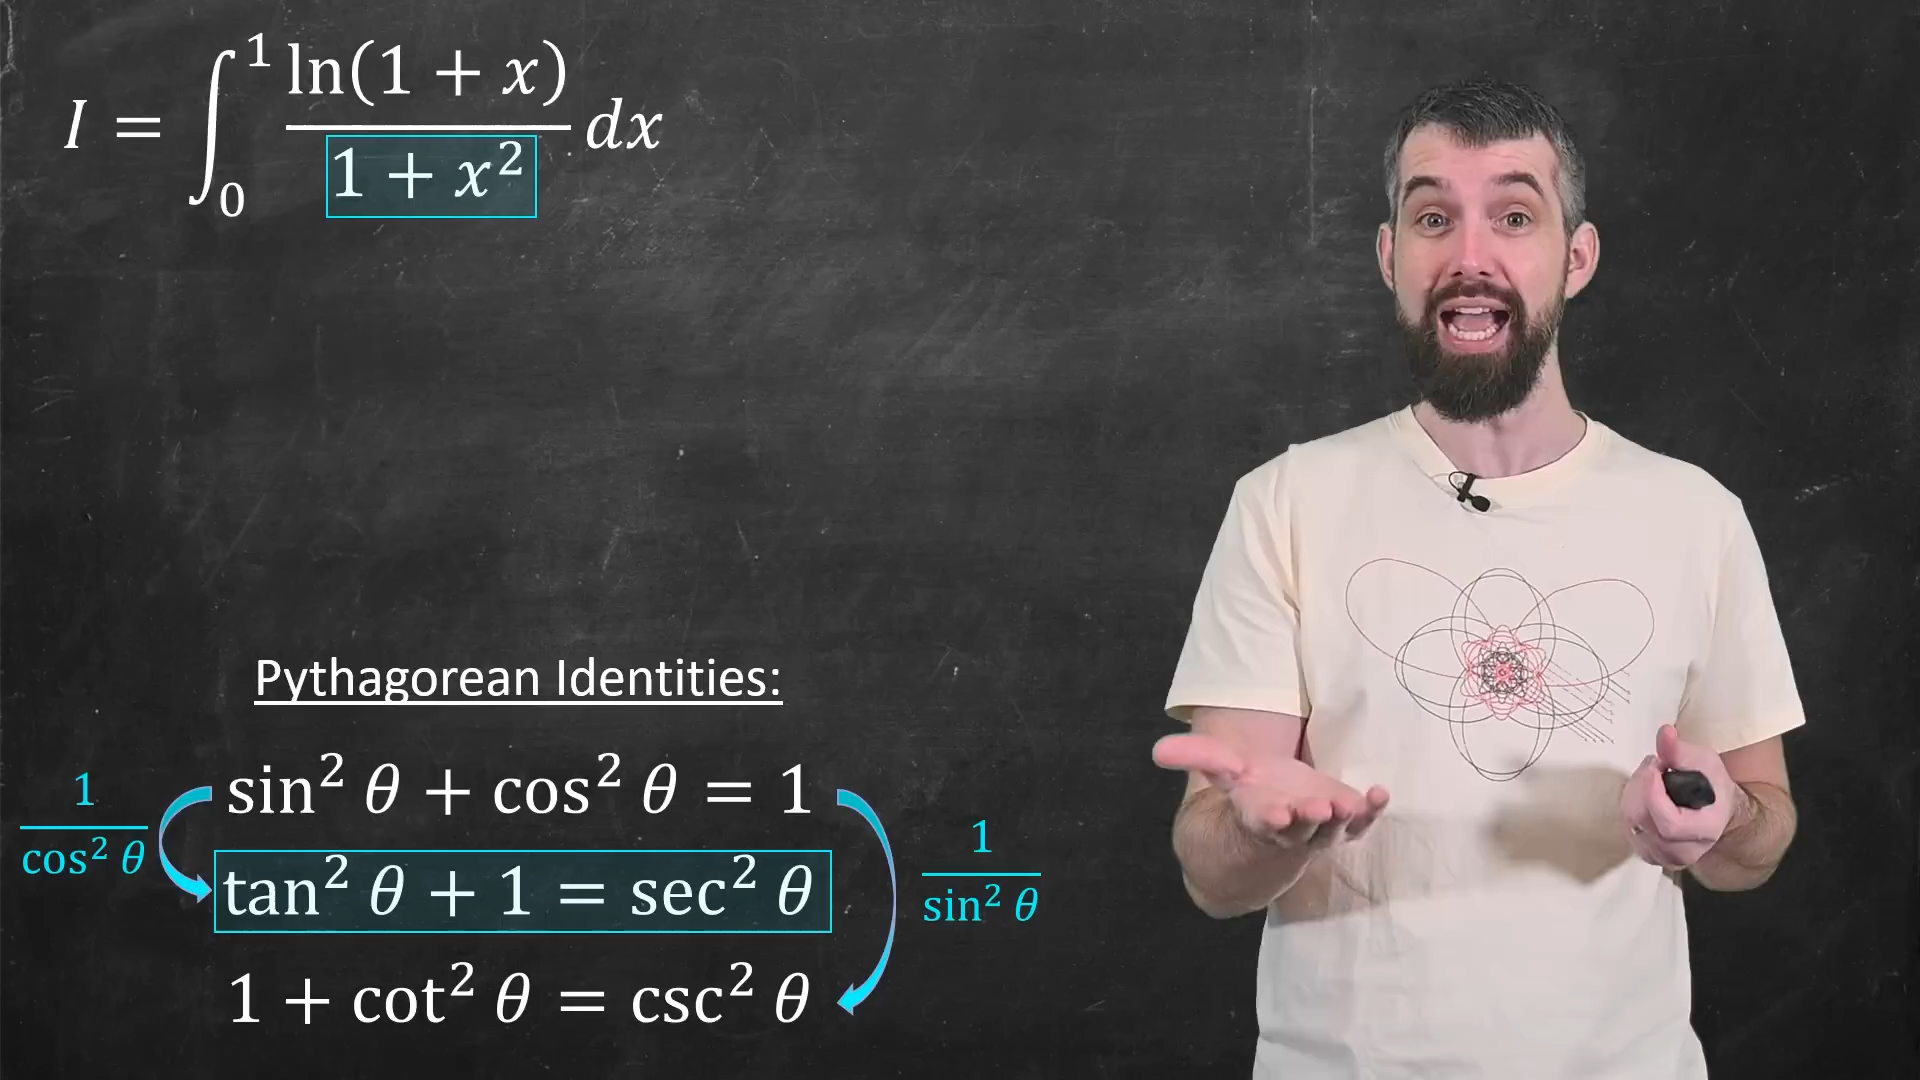 I = ∫₀¹ ln(1 + x) / 1 + x² dx
Pythagorean Identities:
sin² θ + cos² θ = 1
1 / cos² θ
tan² θ + 1 = sec² θ
1 / sin² θ
1 + cot² θ = csc² θ